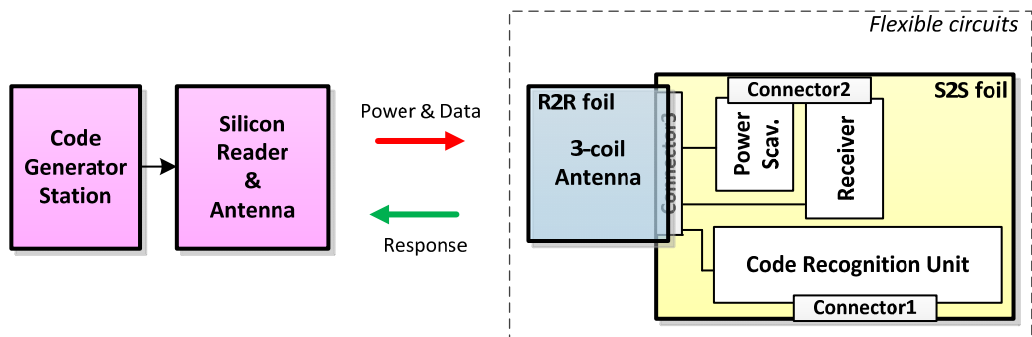 Flexible circuits
Code
Generator
Station
Silicon
Reader
&
Antenna
Power & Data
Response
R2R foil
3-coil
Antenna
Connector3
S2S foil
Connector2
Power
Scav.
Receiver
Code Recognition Unit
Connector1